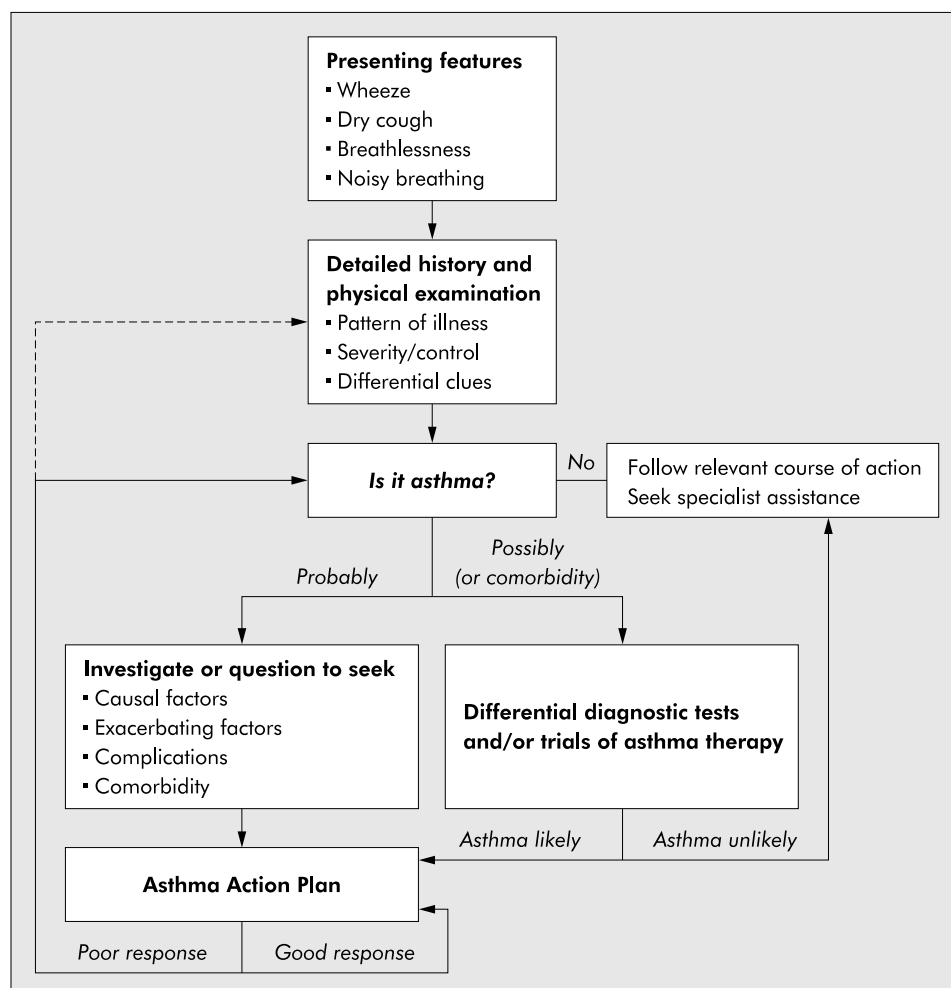 Presenting features
▪ Wheeze
▪ Dry cough
▪ Breathlessness
▪ Noisy breathing
Detailed history and
physical examination
▪ Pattern of illness
▪ Severity/control
▪ Differential clues
Is it asthma?
No
Follow relevant course of action
Seek specialist assistance
Probably
Possibly
(or comorbidity)
Investigate or question to seek
▪ Causal factors
▪ Exacerbating factors
▪ Complications
▪ Comorbidity
Differential diagnostic tests
and/or trials of asthma therapy
Asthma likely
Asthma unlikely
Asthma Action Plan
Poor response
Good response